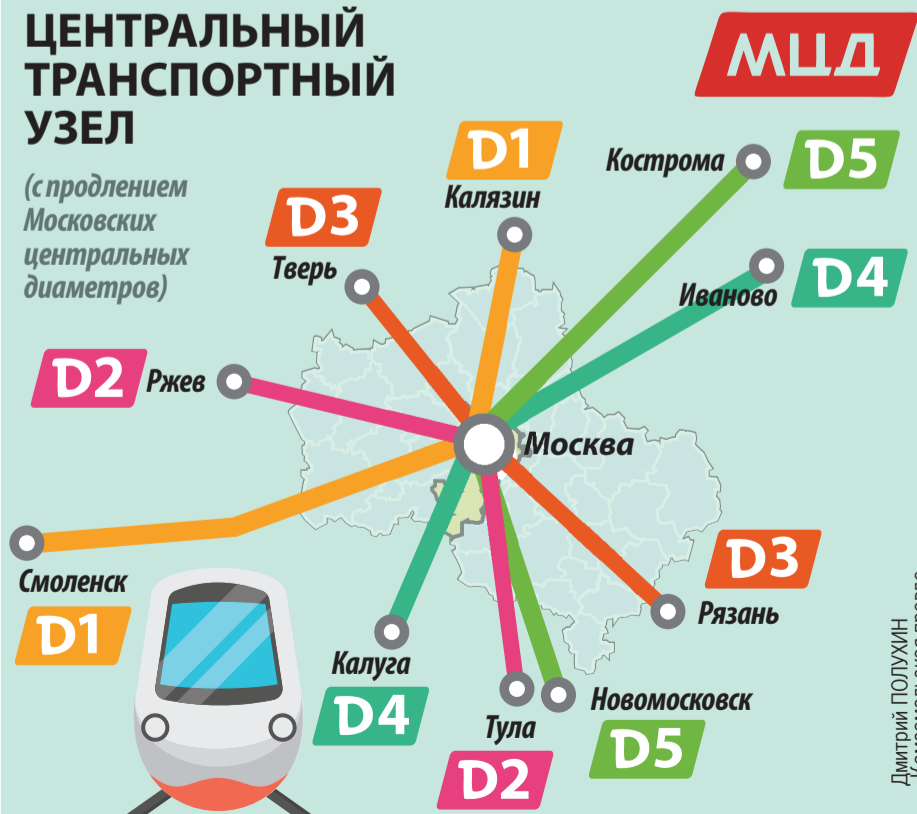 ЦЕНТРАЛЬНЫЙ
ТРАНСПОРТНЫЙ
УЗЕЛ
(с продлением
Московских
центральных
диаметров)
МЦД
D1
Калязин
Кострома
D5
D3
Тверь
Иваново
D4
D2
Ржев
Москва
Смоленск
D1
D3
Рязань
Калуга
D4
Тула
D2
Новомосковск
D5
Дмитрий ПОЛУХИН